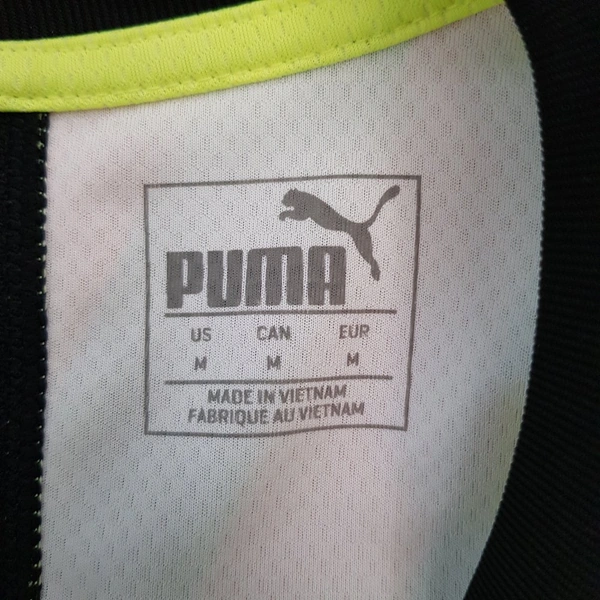 PUMA
US CAN EUR
M M M
MADE IN VIETNAM
FABRIQUE AU VIETNAM